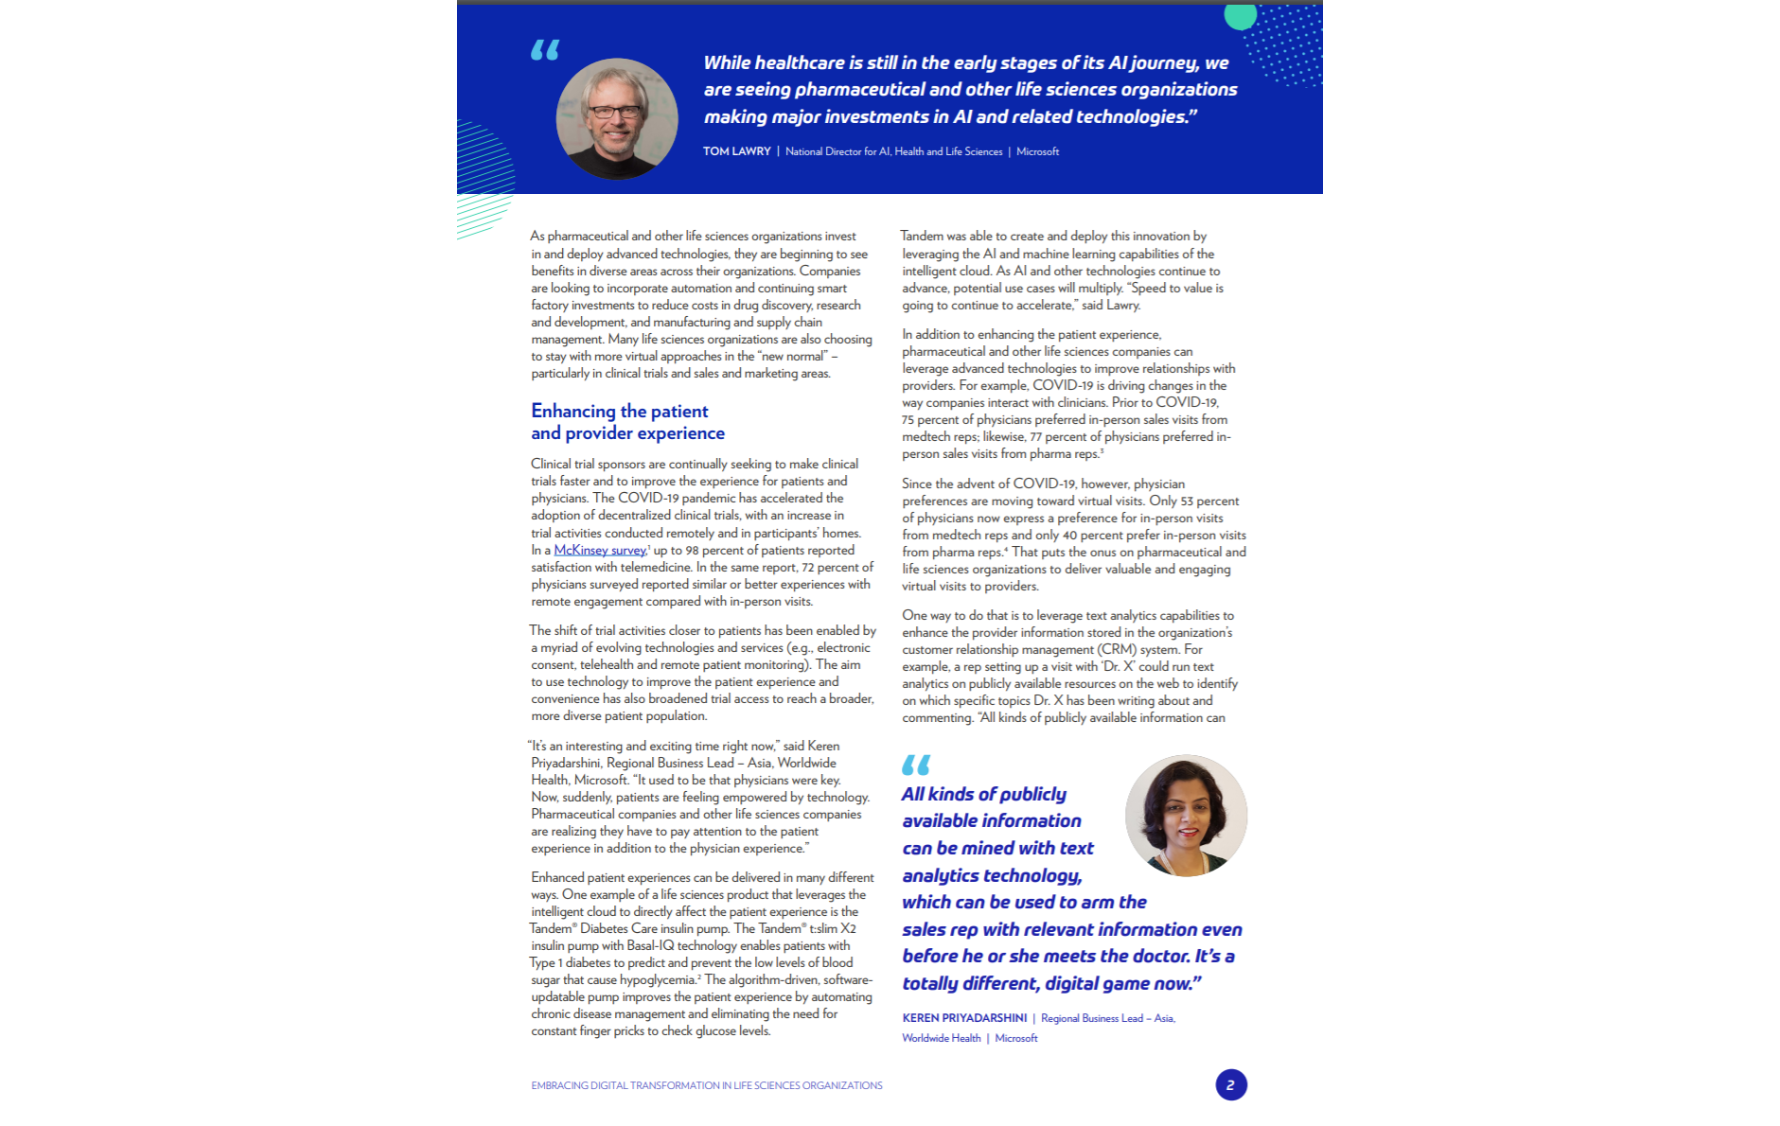 “
While healthcare is still in the early stages of its AI journey, we
are seeing pharmaceutical and other life sciences organizations
making major investments in AI and related technologies.”
TOM LAWRY | National Director for AI, Health and Life Sciences | Microsoft
As pharmaceutical and other life sciences organizations invest
in and deploy advanced technologies, they are beginning to see
benefits in diverse areas across their organizations. Companies
are looking to incorporate automation and continuing smart
factory investments to reduce costs in drug discovery, research
and development, and manufacturing and supply chain
management. Many life sciences organizations are also choosing
to stay with more virtual approaches in the “new normal” –
particularly in clinical trials and sales and marketing areas.
Enhancing the patient
and provider experience
Clinical trial sponsors are continually seeking to make clinical
trials faster and to improve the experience for patients and
physicians. The COVID-19 pandemic has accelerated the
adoption of decentralized clinical trials, with an increase in
trial activities conducted remotely and in participants’ homes.
In a McKinsey survey,¹ up to 98 percent of patients reported
satisfaction with telemedicine. In the same report, 72 percent of
physicians surveyed reported similar or better experiences with
remote engagement compared with in-person visits.
The shift of trial activities closer to patients has been enabled by
a myriad of evolving technologies and services (e.g., electronic
consent, telehealth and remote patient monitoring). The aim
to use technology to improve the patient experience and
convenience has also broadened trial access to reach a broader,
more diverse patient population.
“It’s an interesting and exciting time right now,” said Keren
Priyadarshini, Regional Business Lead – Asia, Worldwide
Health, Microsoft. “It used to be that physicians were key.
Now, suddenly, patients are feeling empowered by technology.
Pharmaceutical companies and other life sciences companies
are realizing they have to pay attention to the patient
experience in addition to the physician experience.”
Enhanced patient experiences can be delivered in many different
ways. One example of a life sciences product that leverages the
intelligent cloud to directly affect the patient experience is the
Tandem® Diabetes Care insulin pump. The Tandem® t:slim X2
insulin pump with Basal-IQ technology enables patients with
Type 1 diabetes to predict and prevent the low levels of blood
sugar that cause hypoglycemia.² The algorithm-driven, software-
updatable pump improves the patient experience by automating
chronic disease management and eliminating the need for
constant finger pricks to check glucose levels.
Tandem was able to create and deploy this innovation by
leveraging the AI and machine learning capabilities of the
intelligent cloud. As AI and other technologies continue to
advance, potential use cases will multiply. “Speed to value is
going to continue to accelerate,” said Lawry.
In addition to enhancing the patient experience,
pharmaceutical and other life sciences companies can
leverage advanced technologies to improve relationships with
providers. For example, COVID-19 is driving changes in the
way companies interact with clinicians. Prior to COVID-19,
75 percent of physicians preferred in-person sales visits from
medtech reps; likewise, 77 percent of physicians preferred in-
person sales visits from pharma reps.³
Since the advent of COVID-19, however, physician
preferences are moving toward virtual visits. Only 53 percent
of physicians now express a preference for in-person visits
from medtech reps and only 40 percent prefer in-person visits
from pharma reps.⁴ That puts the onus on pharmaceutical and
life sciences organizations to deliver valuable and engaging
virtual visits to providers.
One way to do that is to leverage text analytics capabilities to
enhance the provider information stored in the organization’s
customer relationship management (CRM) system. For
example, a rep setting up a visit with ‘Dr. X’ could run text
analytics on publicly available resources on the web to identify
on which specific topics Dr. X has been writing about and
commenting. “All kinds of publicly available information can
“
All kinds of publicly
available information
can be mined with text
analytics technology,
which can be used to arm the
sales rep with relevant information even
before he or she meets the doctor. It’s a
totally different, digital game now.”
KEREN PRIYADARSHINI | Regional Business Lead – Asia,
Worldwide Health | Microsoft
EMBRACING DIGITAL TRANSFORMATION IN LIFE SCIENCES ORGANIZATIONS
2